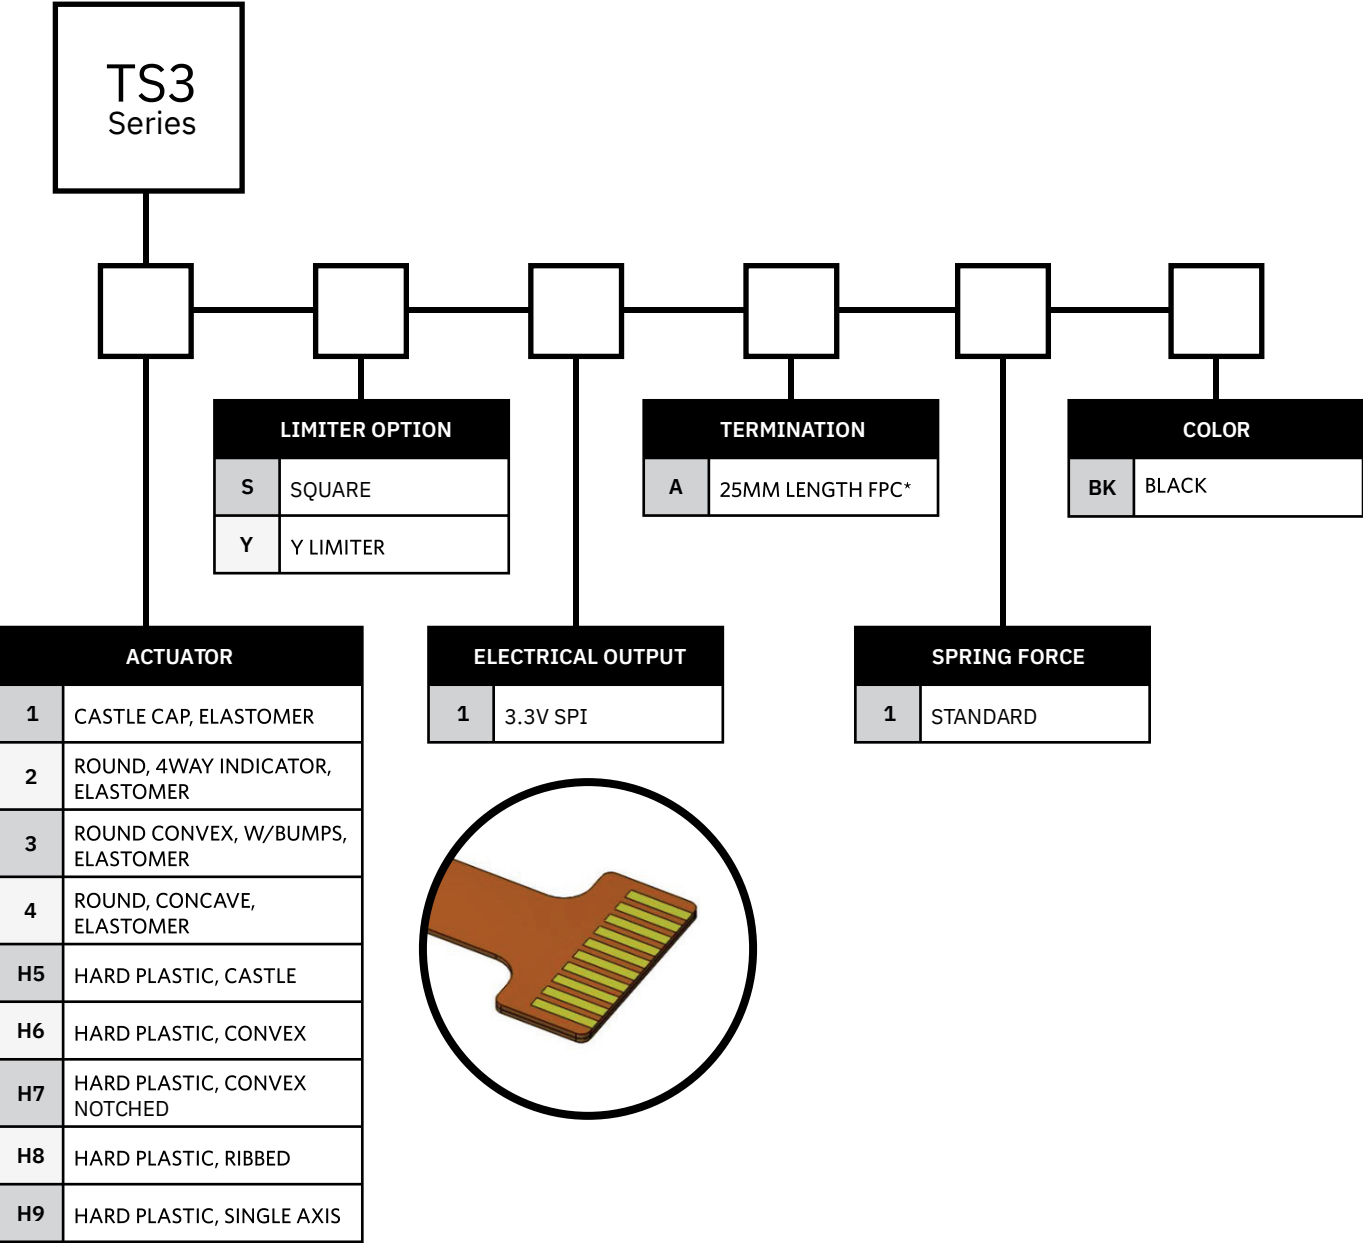 TS3
Series
LIMITER OPTION
S SQUARE
Y Y LIMITER
TERMINATION
A 25MM LENGTH FPC*
COLOR
BK BLACK
ACTUATOR
1 CASTLE CAP, ELASTOMER
2 ROUND, 4WAY INDICATOR,
ELASTOMER
3 ROUND CONVEX, W/BUMPS,
ELASTOMER
4 ROUND, CONCAVE,
ELASTOMER
H5 HARD PLASTIC, CASTLE
H6 HARD PLASTIC, CONVEX
H7 HARD PLASTIC, CONVEX
NOTCHED
H8 HARD PLASTIC, RIBBED
H9 HARD PLASTIC, SINGLE AXIS
ELECTRICAL OUTPUT
1 3.3V SPI
SPRING FORCE
1 STANDARD